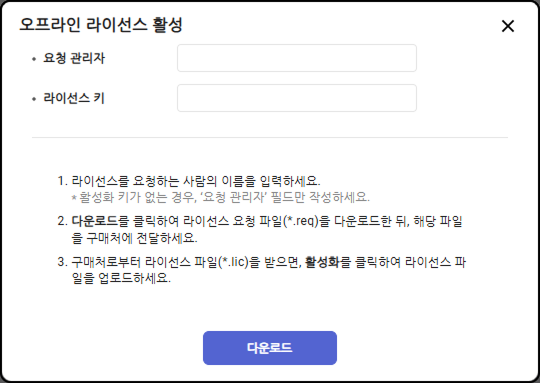 오프라인 라이선스 활성
• 요청 관리자
• 라이선스 키
1. 라이선스를 요청하는 사람의 이름을 입력하세요.
* 활성화 키가 없는 경우, ‘요청 관리자’ 필드만 작성하세요.
2. 다운로드를 클릭하여 라이선스 요청 파일(*.req)을 다운로드한 뒤, 해당 파일
을 구매처에 전달하세요.
3. 구매처로부터 라이선스 파일(*.lic)을 받으면, 활성화를 클릭하여 라이선스 파
일을 업로드하세요.
다운로드